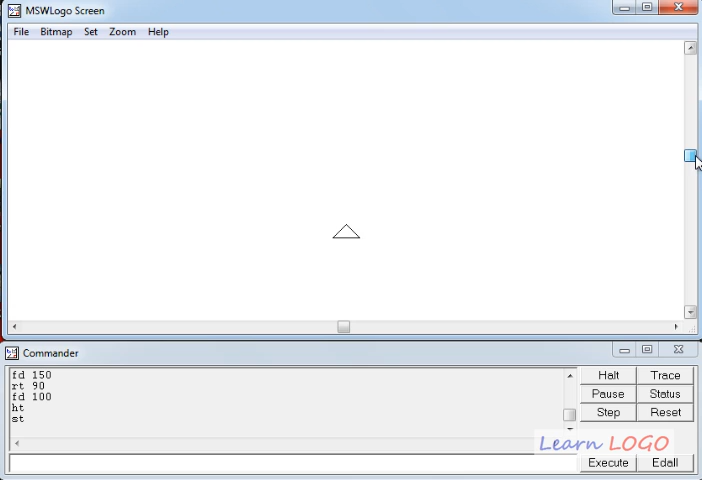 MSWLogo Screen
File Bitmap Set Zoom Help
Commander
fd 150
rt 90
fd 100
ht
st
Halt Trace
Pause Status
Step Reset
Learn LOGO
Execute Edall